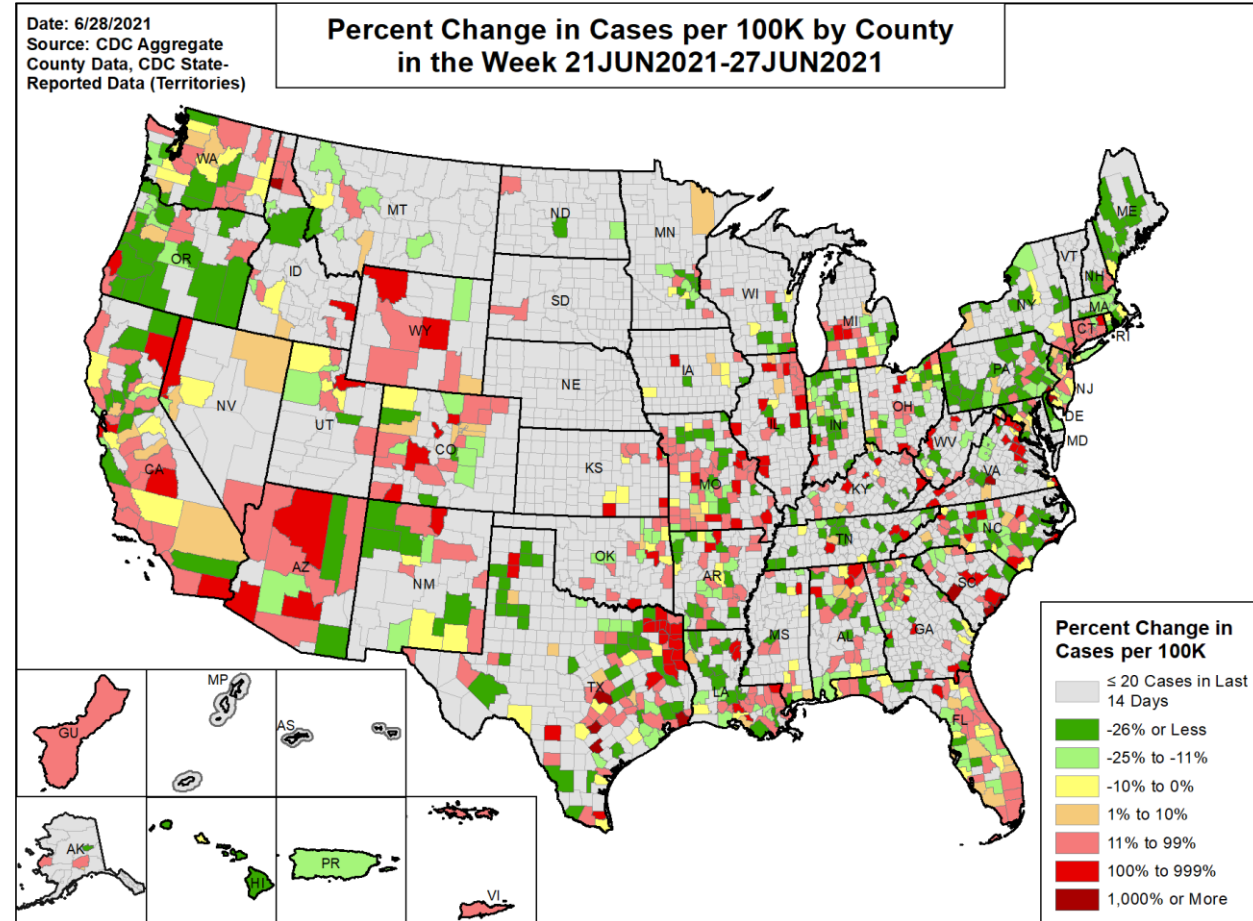 Date: 6/28/2021
Source: CDC Aggregate
County Data, CDC State-
Reported Data (Territories)
Percent Change in Cases per 100K by County
in the Week 21JUN2021-27JUN2021
WA
MT
ND
MN
ME
OR
ID
SD
WI
MI
VT
NH
NY
MA
CT
RI
WY
IA
PA
NJ
NV
NE
OH
DE
UT
IL
IN
WV
MD
CA
CO
KS
MO
KY
VA
AZ
NM
OK
AR
TN
NC
SC
TX
LA
MS
AL
GA
FL
GU
MP
AS
AK
HI
PR
VI
Percent Change in
Cases per 100K
≤ 20 Cases in Last
14 Days
-26% or Less
-25% to -11%
-10% to 0%
1% to 10%
11% to 99%
100% to 999%
1,000% or More